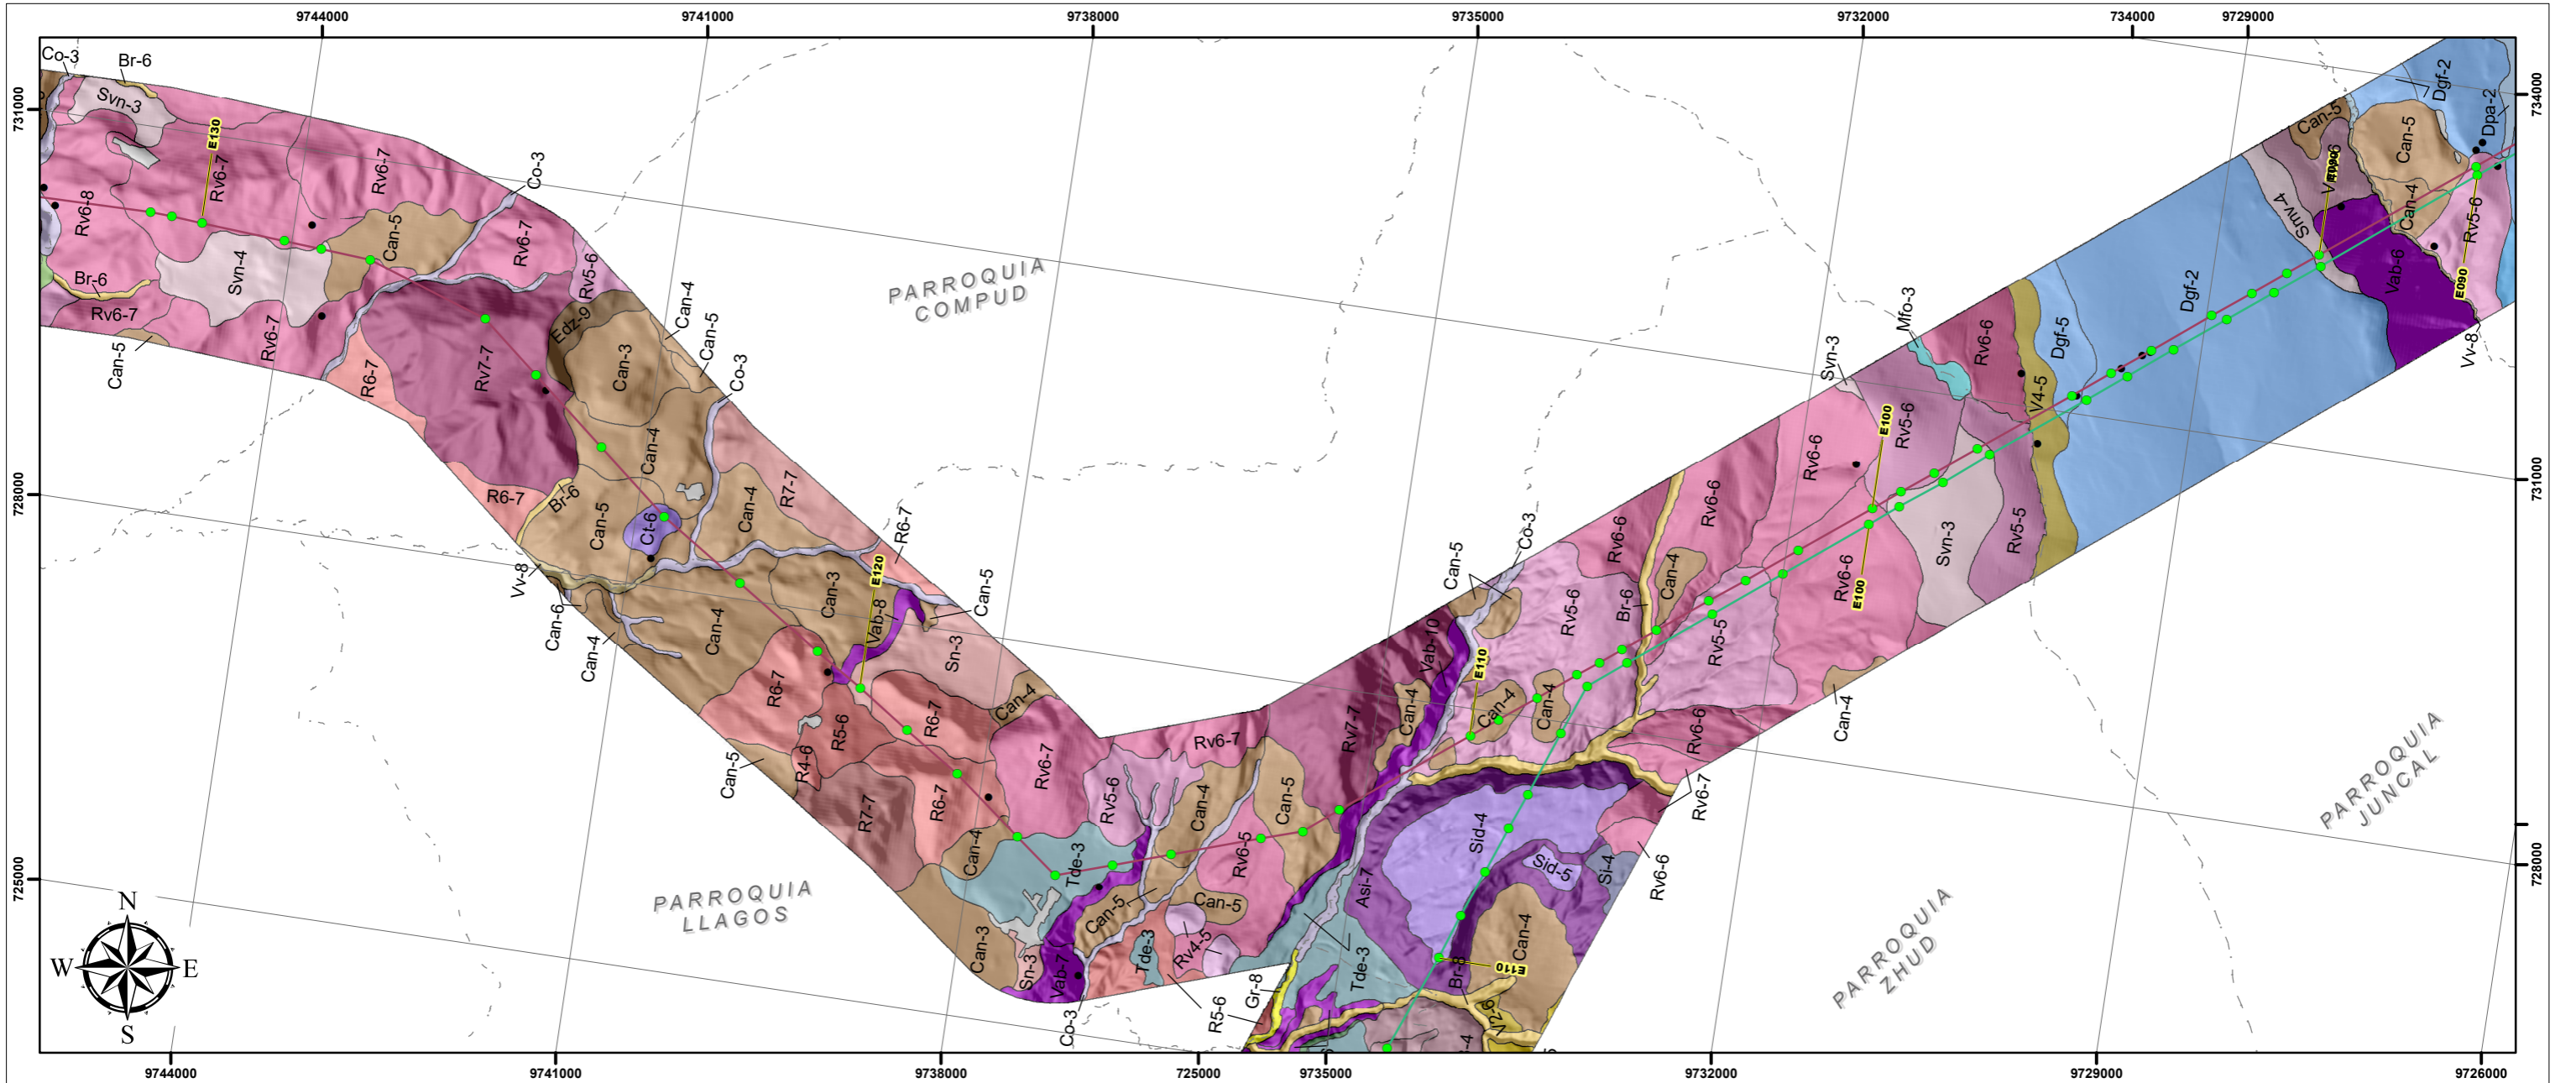 9744000
9741000
9738000
9735000
9732000
734000
9729000
731000
728000
725000
734000
731000
728000
Co-3
Br-6
Svn-3
E130
Rv6-7
Rv6-7
Rv6-8
Co-3
Can-5
Rv6-7
Rv5-6
Svn-4
Br-6
Rv6-7
Can-5
Rv6-7
R6-7
Rv7-7
Edz-9
Can-3
Can-4
Can-5
Co-3
Can-4
R6-7
Br-6
Can-5
Ct-6
Can-4
R7-7
R6-7
E120
Vv-8
Can-6
Can-4
Can-4
Can-3
Vab-8
Can-5
Sn-3
Can-4
R6-7
R5-6
R4-6
R6-7
Can-5
R7-7
R6-7
Rv6-7
Rv6-7
Can-4
Tde-3
Rv5-6
Can-4
Can-5
Rv6-5
Can-5
Can-5
Can-3
Sn-3
Vab-7
Co-3
Tde-3
Rv4-5
R5-6
Gr-8
Tde-3
Rv7-7
Can-4
Vab-10
Can-5
Co-3
E110
Can-4
Can-4
Rv5-6
Rv6-6
Br-6
Can-4
Rv6-6
Rv5-5
Rv6-6
Rv6-7
Sid-4
Sid-5
Si-4
Rv6-6
Asi-7
Can-4
E110
V2-6
Rv6-6
E100
Rv5-6
Svn-3
Mfo-3
Rv6-6
V4-5
Dgf-5
Dgf-2
Rv6-6
E100
Svn-3
Rv5-5
Can-4
Smv-4
Can-5
E090
Can-5
Can-4
Vab-6
Rv5-6
E090
Vv-8
Dgf-2
Dpa-2
PARROQUIA
COMPUD
PARROQUIA
LLAGOS
PARROQUIA
ZHUD
PARROQUIA
JUNCAL
N
W
E
S
9744000
9741000
9738000
725000
9735000
9732000
9729000
9726000